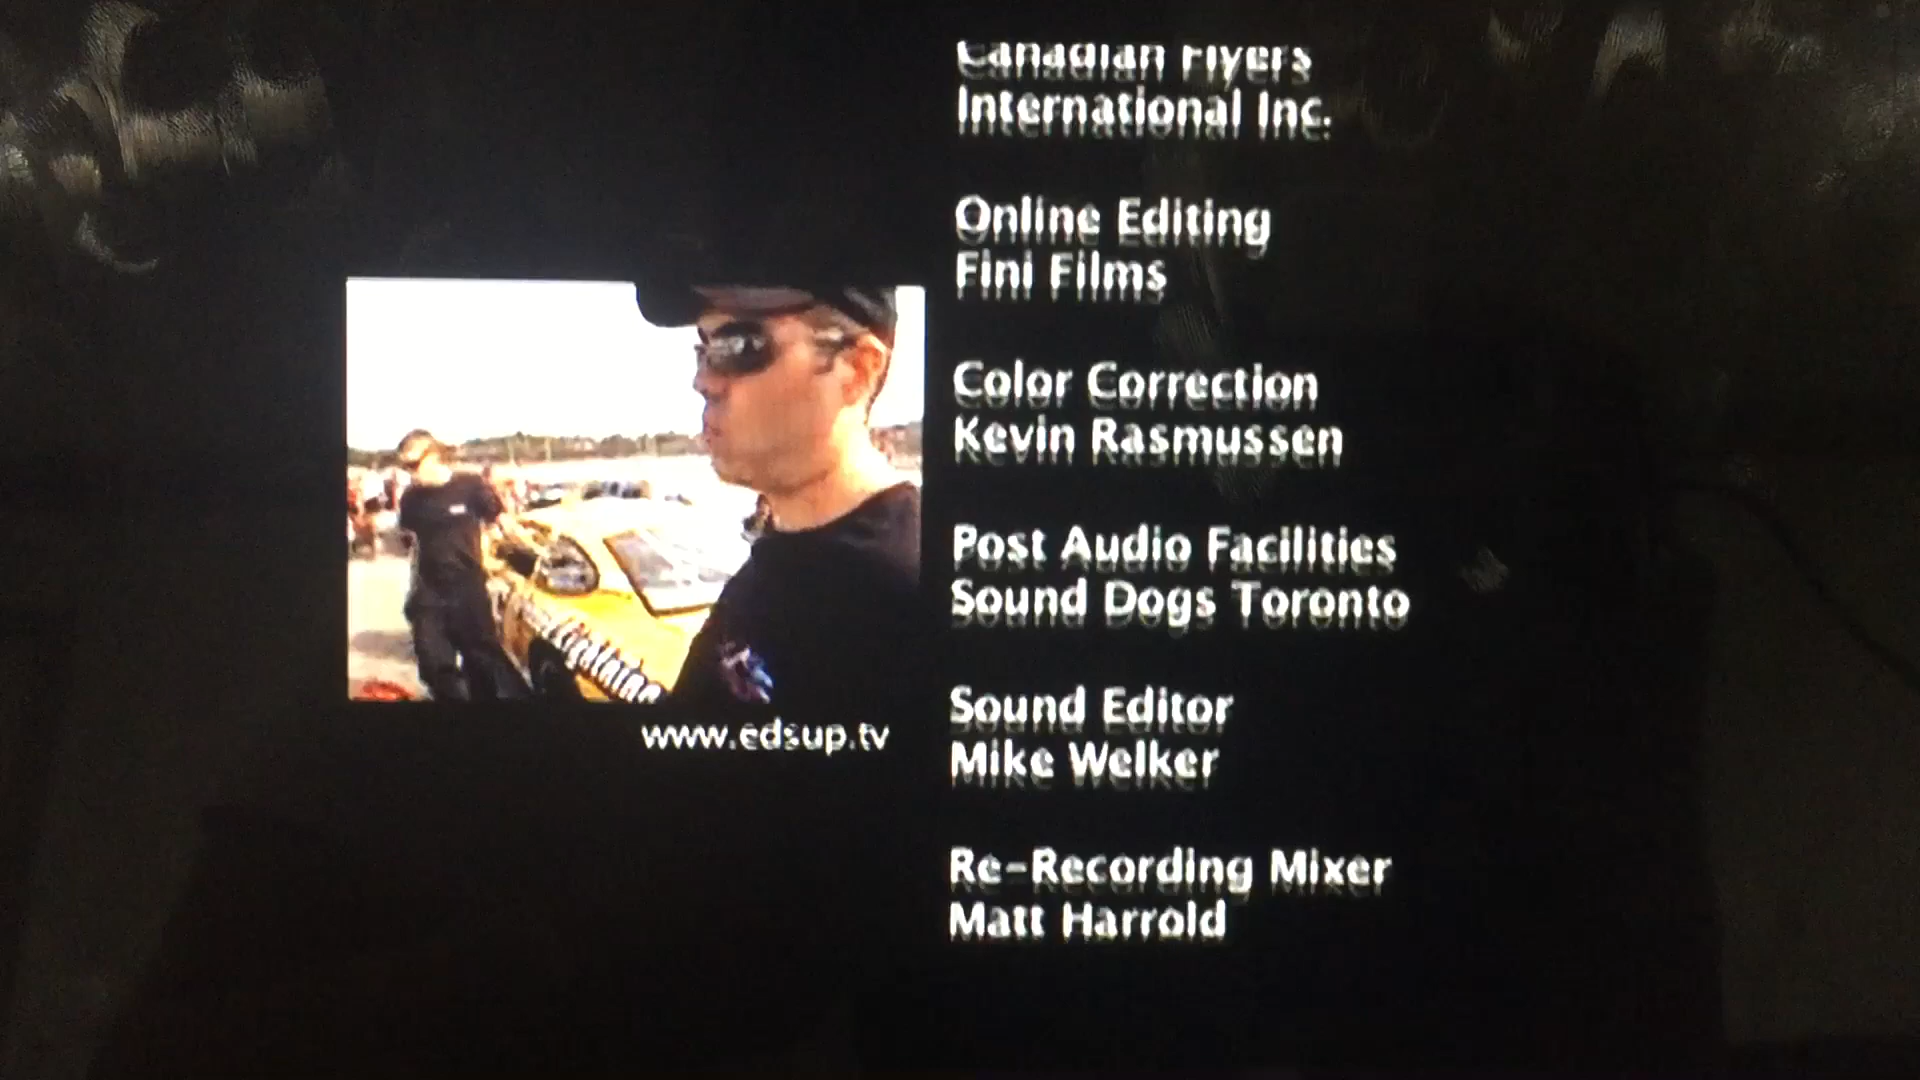 Canadian Flyers
International Inc.
Online Editing
Fini Films
Color Correction
Kevin Rasmussen
Post Audio Facilities
Sound Dogs Toronto
Sound Editor
Mike Welker
Re-Recording Mixer
Matt Harrold
Lightning
www.edsup.tv